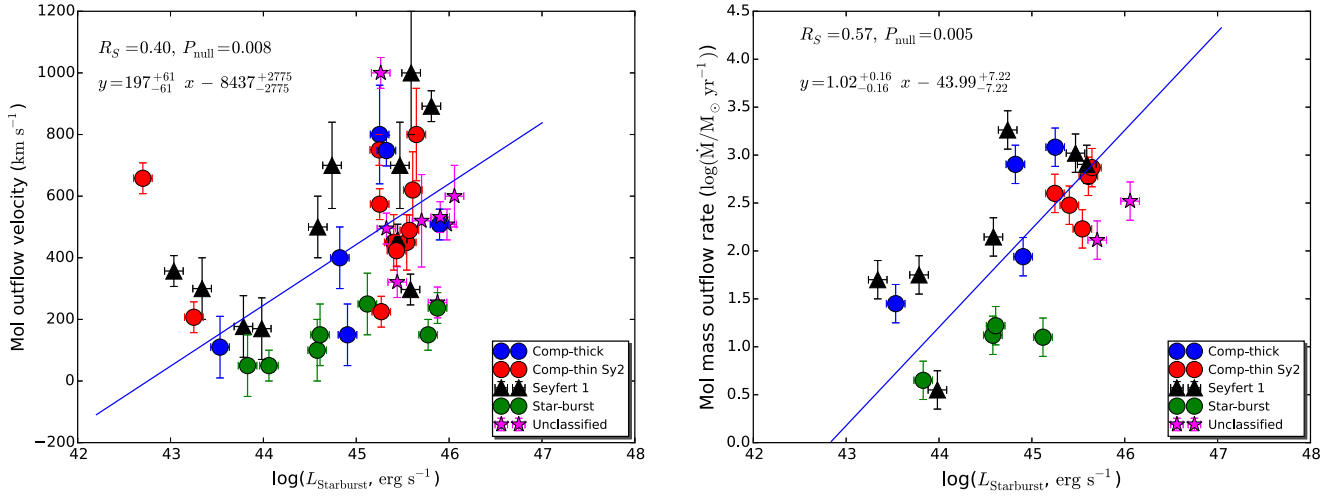 1200
1000
800
600
400
200
0
−200
42 43 44 45 46 47 48
Mol outflow velocity (km s⁻¹)
log(L_Starburst, erg s⁻¹)
R_S =0.40, P_null=0.008
y=197^{+61}_{−61} x − 8437^{+2775}_{−2775}
Comp-thick
Comp-thin Sy2
Seyfert 1
Star-burst
Unclassified
4.5
4.0
3.5
3.0
2.5
2.0
1.5
1.0
0.5
0.0
42 43 44 45 46 47 48
Mol mass outflow rate (log(Ṁ/M_⊙ yr⁻¹))
log(L_Starburst, erg s⁻¹)
R_S =0.57, P_null=0.005
y=1.02^{+0.16}_{−0.16} x − 43.99^{+7.22}_{−7.22}
Comp-thick
Comp-thin Sy2
Seyfert 1
Star-burst
Unclassified